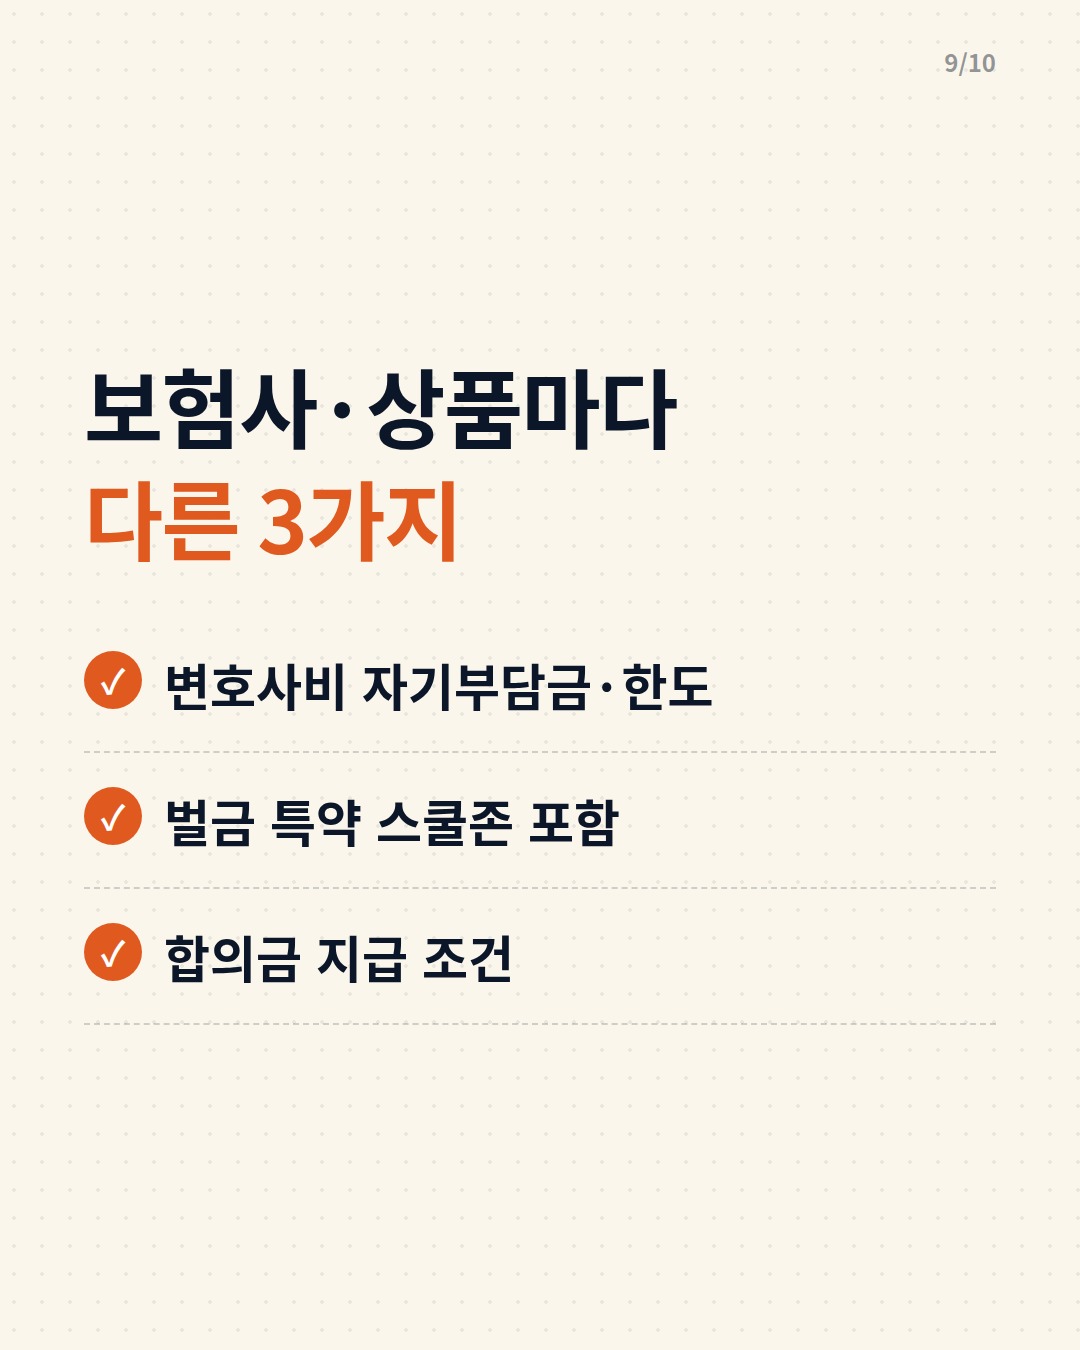 9/10
보험사·상품마다
다른 3가지
변호사비 자기부담금·한도
벌금 특약 스쿨존 포함
합의금 지급 조건